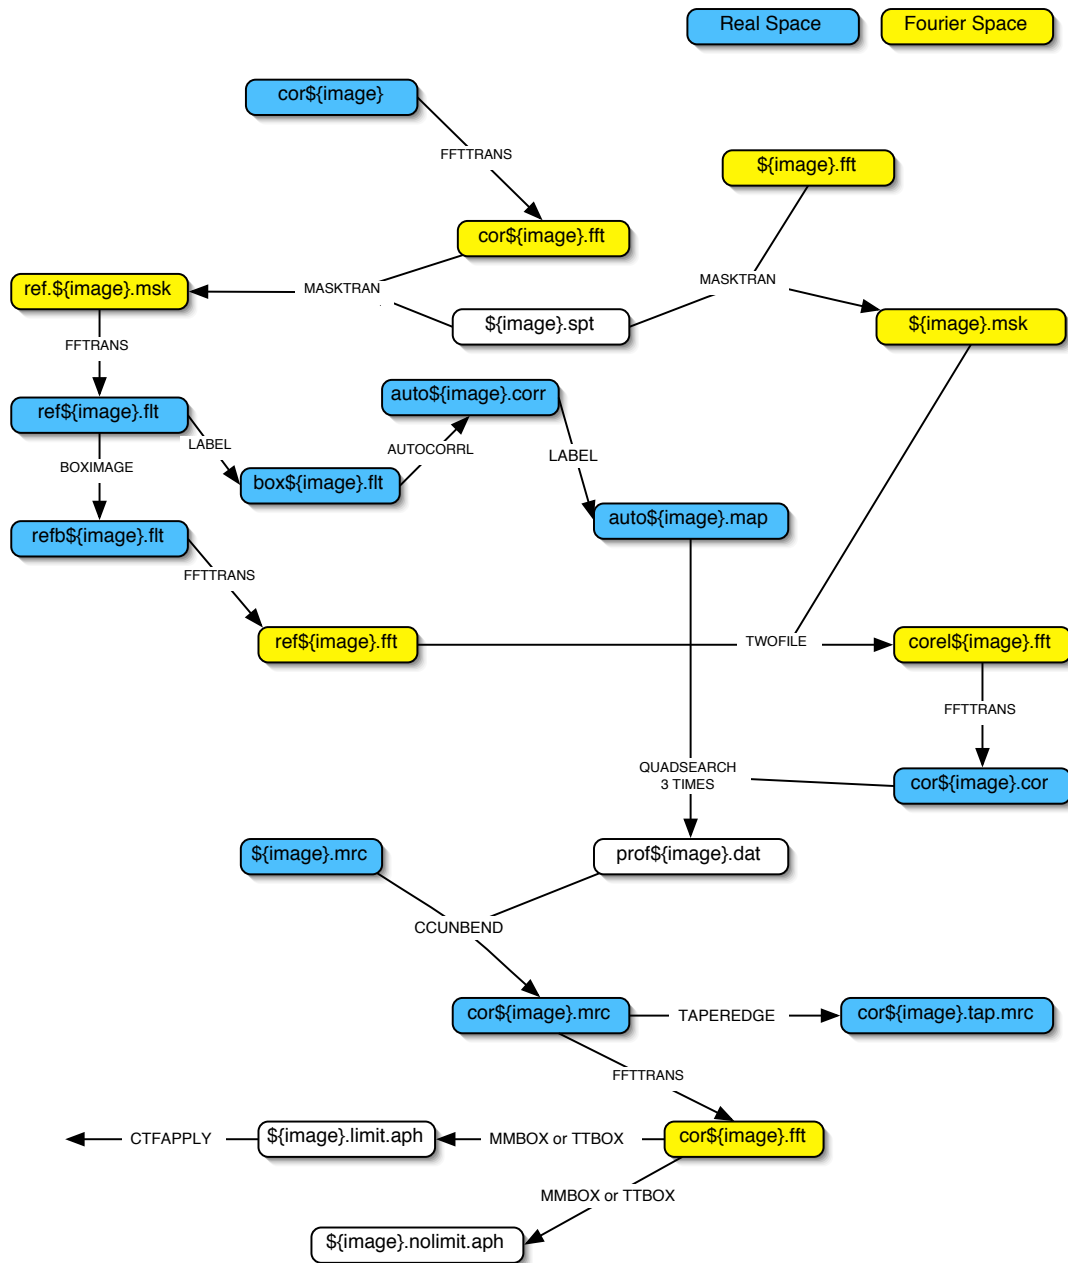 Real Space
Fourier Space
cor${image}
FFTTRANS
${image}.fft
cor${image}.fft
ref.${image}.msk
MASKTRAN
MASKTRAN
${image}.spt
${image}.msk
FFTRANS
auto${image}.corr
ref${image}.flt
LABEL
AUTOCORRL
LABEL
BOXIMAGE
box${image}.flt
auto${image}.map
refb${image}.flt
FFTTRANS
ref${image}.fft
TWOFILE
corel${image}.fft
FFTTRANS
QUADSEARCH
3 TIMES
cor${image}.cor
${image}.mrc
prof${image}.dat
CCUNBEND
cor${image}.mrc
TAPEREDGE
cor${image}.tap.mrc
FFTTRANS
CTFAPPLY
${image}.limit.aph
MMBOX or TTBOX
cor${image}.fft
MMBOX or TTBOX
${image}.nolimit.aph